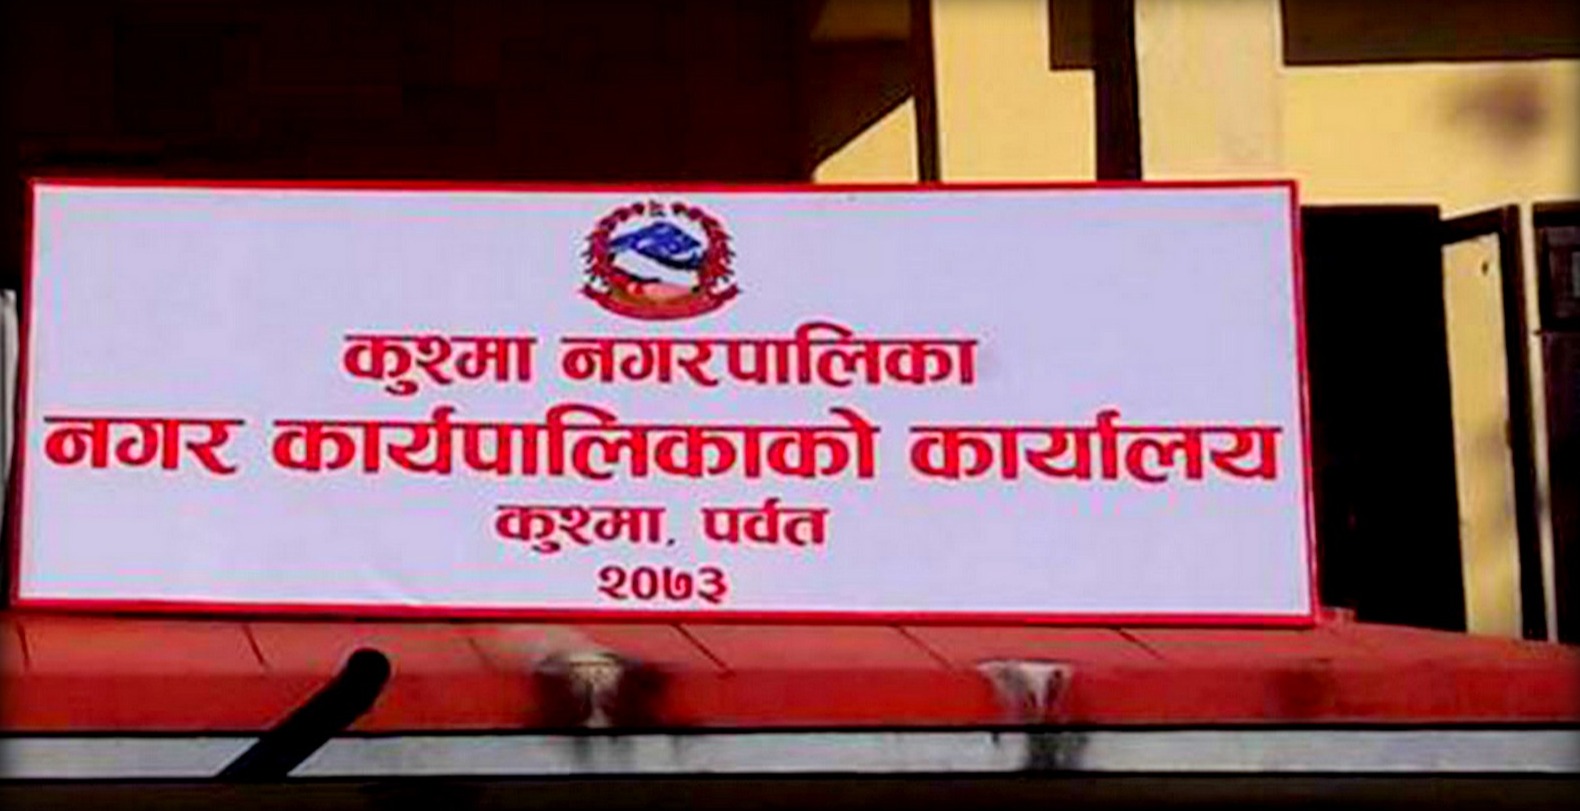 कुश्मा नगरपालिका
नगर कार्यपालिकाको कार्यालय
कुश्मा, पर्वत
२०७३